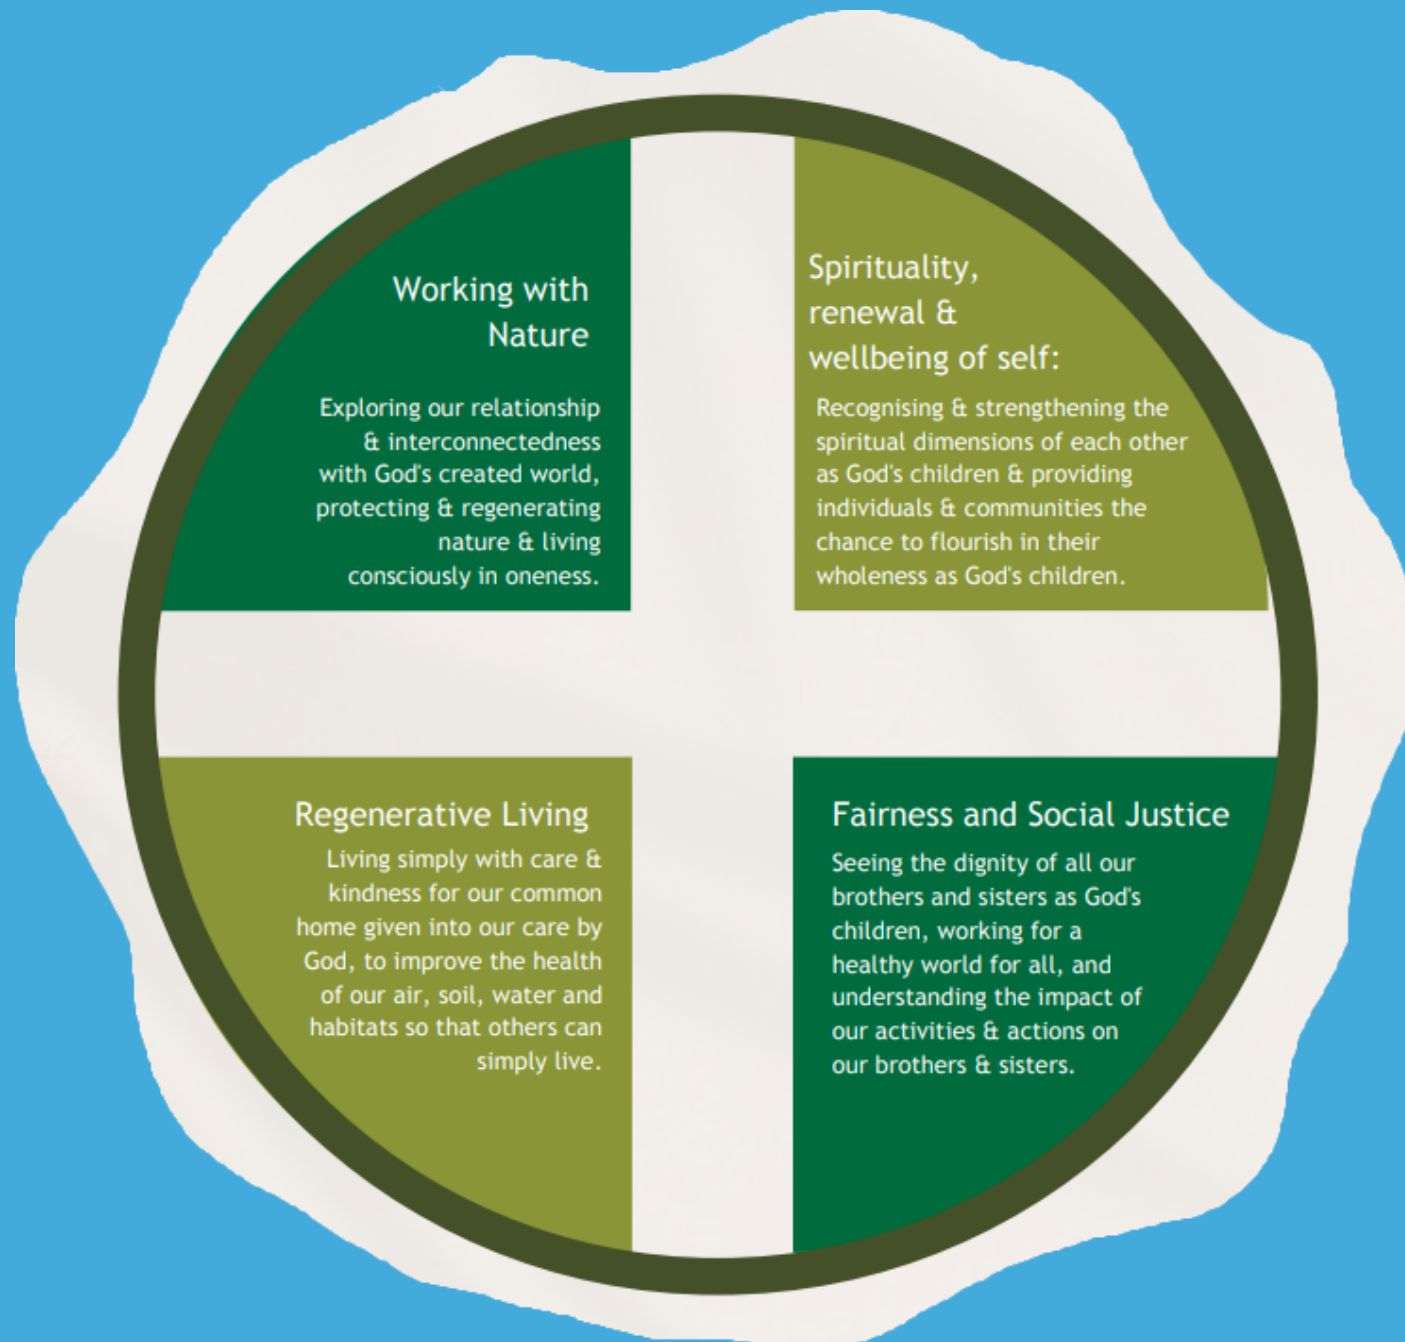 Working with
Nature
Exploring our relationship
& interconnectedness
with God's created world,
protecting & regenerating
nature & living
consciously in oneness.
Spirituality,
renewal &
wellbeing of self:
Recognising & strengthening the
spiritual dimensions of each other
as God's children & providing
individuals & communities the
chance to flourish in their
wholeness as God's children.
Regenerative Living
Living simply with care &
kindness for our common
home given into our care by
God, to improve the health
of our air, soil, water and
habitats so that others can
simply live.
Fairness and Social Justice
Seeing the dignity of all our
brothers and sisters as God's
children, working for a
healthy world for all, and
understanding the impact of
our activities & actions on
our brothers & sisters.